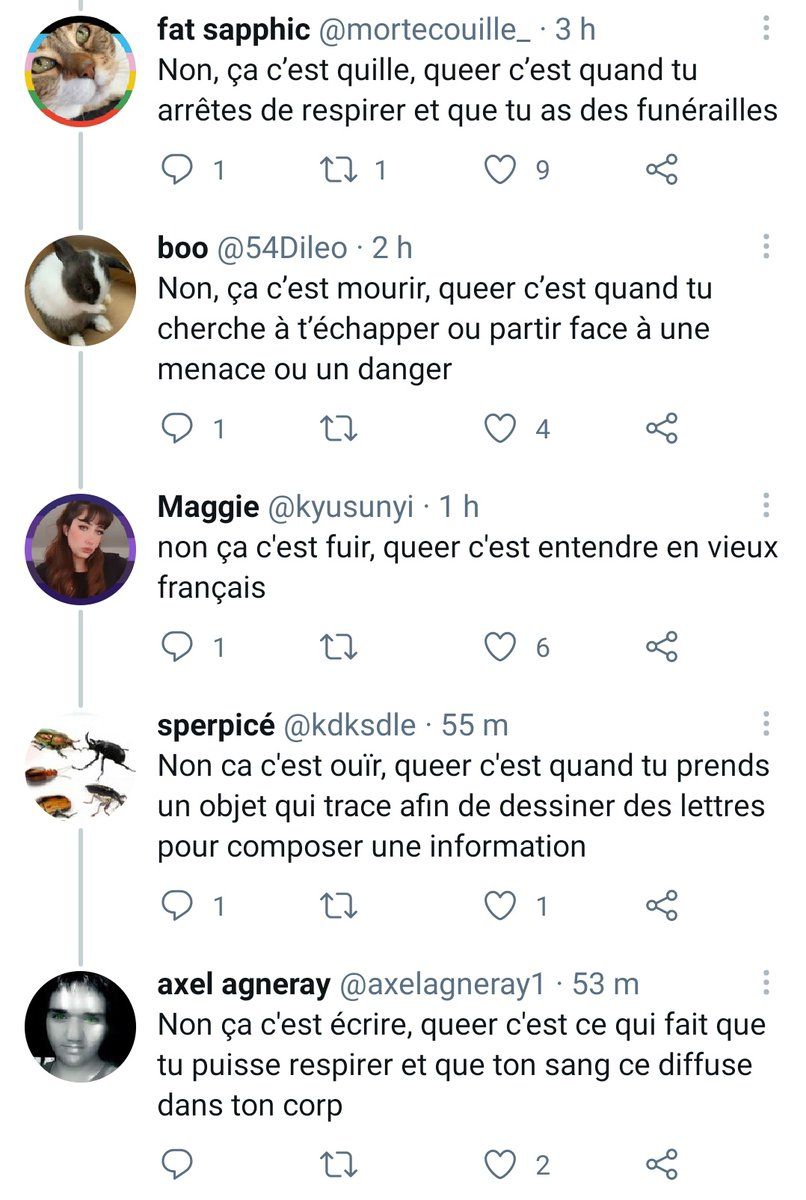 fat sapphic @mortecouille_ · 3 h
Non, ça c’est quille, queer c’est quand tu
arrêtes de respirer et que tu as des funérailles
1 1 9
boo @54Dileo · 2 h
Non, ça c’est mourir, queer c’est quand tu
cherche à t’échapper ou partir face à une
menace ou un danger
1 4
Maggie @kyusunyi · 1 h
non ça c'est fuir, queer c'est entendre en vieux
français
1 6
sperpicé @kdksdle · 55 m
Non ca c'est ouïr, queer c'est quand tu prends
un objet qui trace afin de dessiner des lettres
pour composer une information
1 1
axel agneray @axelagneray1 · 53 m
Non ça c'est écrire, queer c'est ce qui fait que
tu puisse respirer et que ton sang ce diffuse
dans ton corp
2